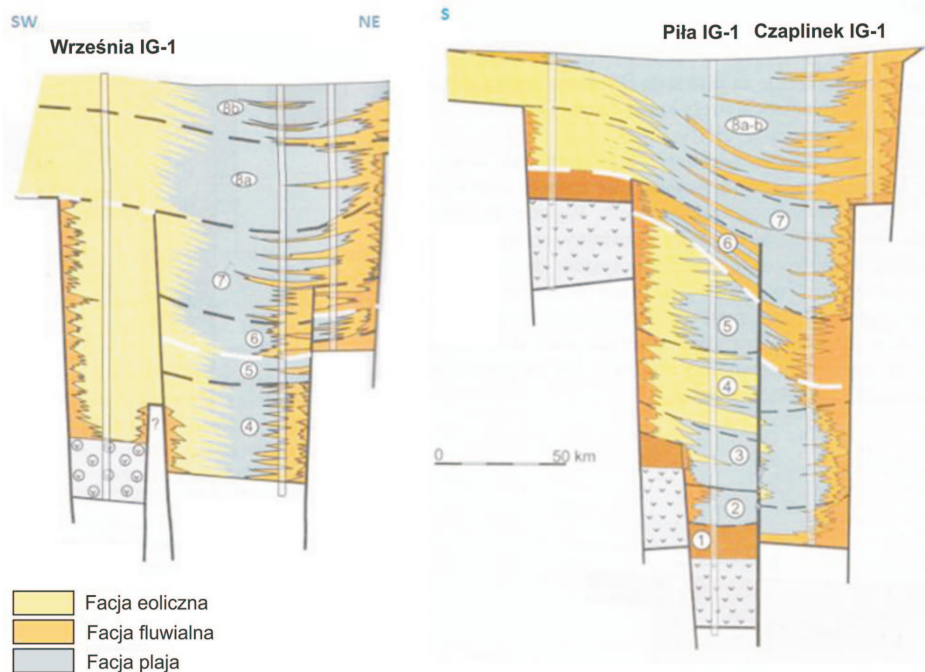 SW
NE
Września IG-1
8b
8a
7
6
5
4
?
S
Piła IG-1 Czaplinek IG-1
8a-b
7
6
5
4
3
2
1
0 50 km
Facja eoliczna
Facja fluwialna
Facja plaja